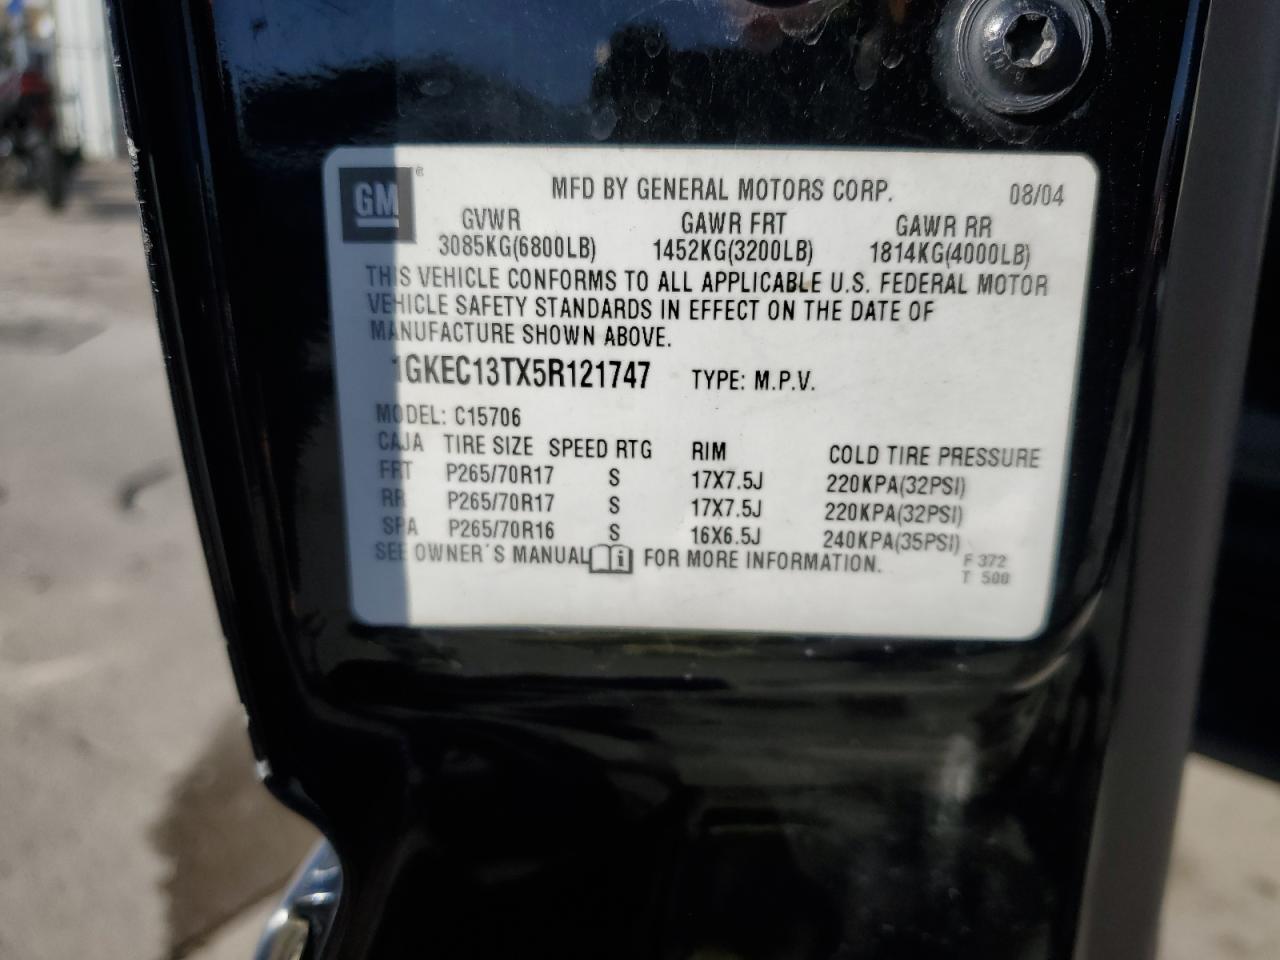 GM® MFD BY GENERAL MOTORS CORP. 08/04
GVWR GAWR FRT GAWR RR
3085KG(6800LB) 1452KG(3200LB) 1814KG(4000LB)
THIS VEHICLE CONFORMS TO ALL APPLICABLE U.S. FEDERAL MOTOR
VEHICLE SAFETY STANDARDS IN EFFECT ON THE DATE OF
MANUFACTURE SHOWN ABOVE.
1GKEC13TX5R121747 TYPE: M.P.V.
MODEL: C15706
CAJA TIRE SIZE SPEED RTG RIM COLD TIRE PRESSURE
FRT P265/70R17 S 17X7.5J 220KPA(32PSI)
RR P265/70R17 S 17X7.5J 220KPA(32PSI)
SPA P265/70R16 S 16X6.5J 240KPA(35PSI)
SEE OWNER'S MANUAL i FOR MORE INFORMATION. F 372
T 500